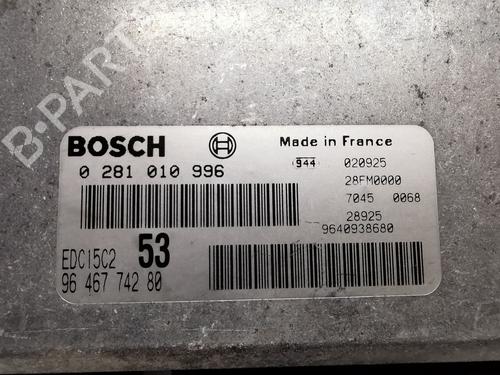 B-PARTS
BOSCH
Made in France
0 281 010 996
944 020925
28FM0000
7045 0068
28925
9640938680
EDC15C2 53
96 467 742 80